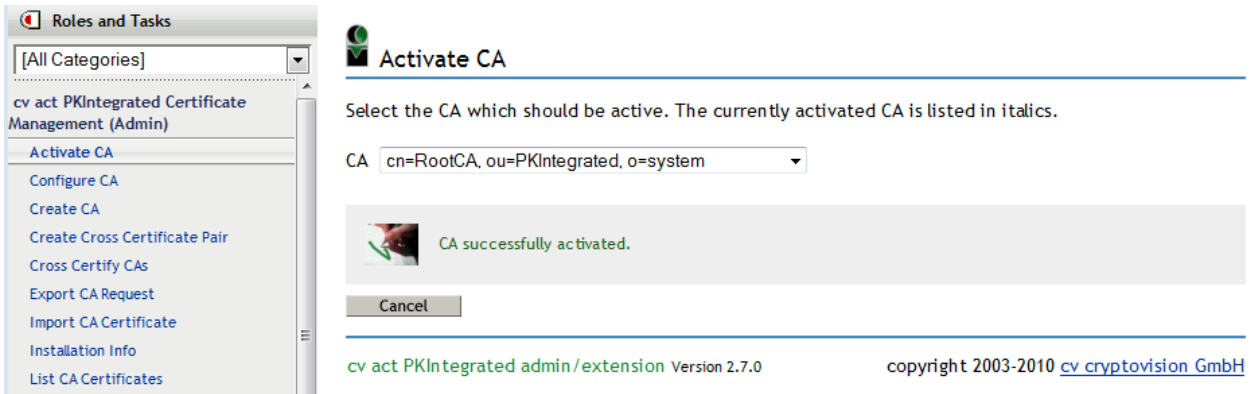 Roles and Tasks
[All Categories]
cv act PKIntegrated Certificate
Management (Admin)
Activate CA
Configure CA
Create CA
Create Cross Certificate Pair
Cross Certify CAs
Export CA Request
Import CA Certificate
Installation Info
List CA Certificates
Activate CA
Select the CA which should be active. The currently activated CA is listed in italics.
CA cn=RootCA, ou=PKIntegrated, o=system
CA successfully activated.
Cancel
cv act PKIntegrated admin/extension Version 2.7.0 copyright 2003-2010 cv cryptovision GmbH